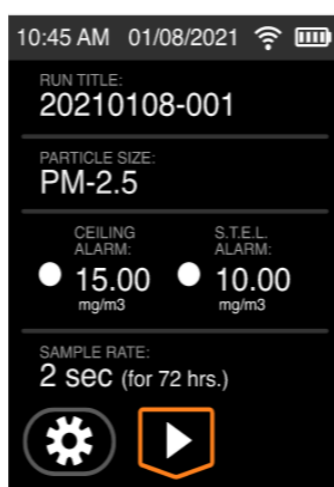 10:45 AM 01/08/2021
RUN TITLE:
20210108-001
PARTICLE SIZE:
PM-2.5
CEILING ALARM:
S.T.E.L. ALARM:
15.00 mg/m3
10.00 mg/m3
SAMPLE RATE:
2 sec (for 72 hrs.)